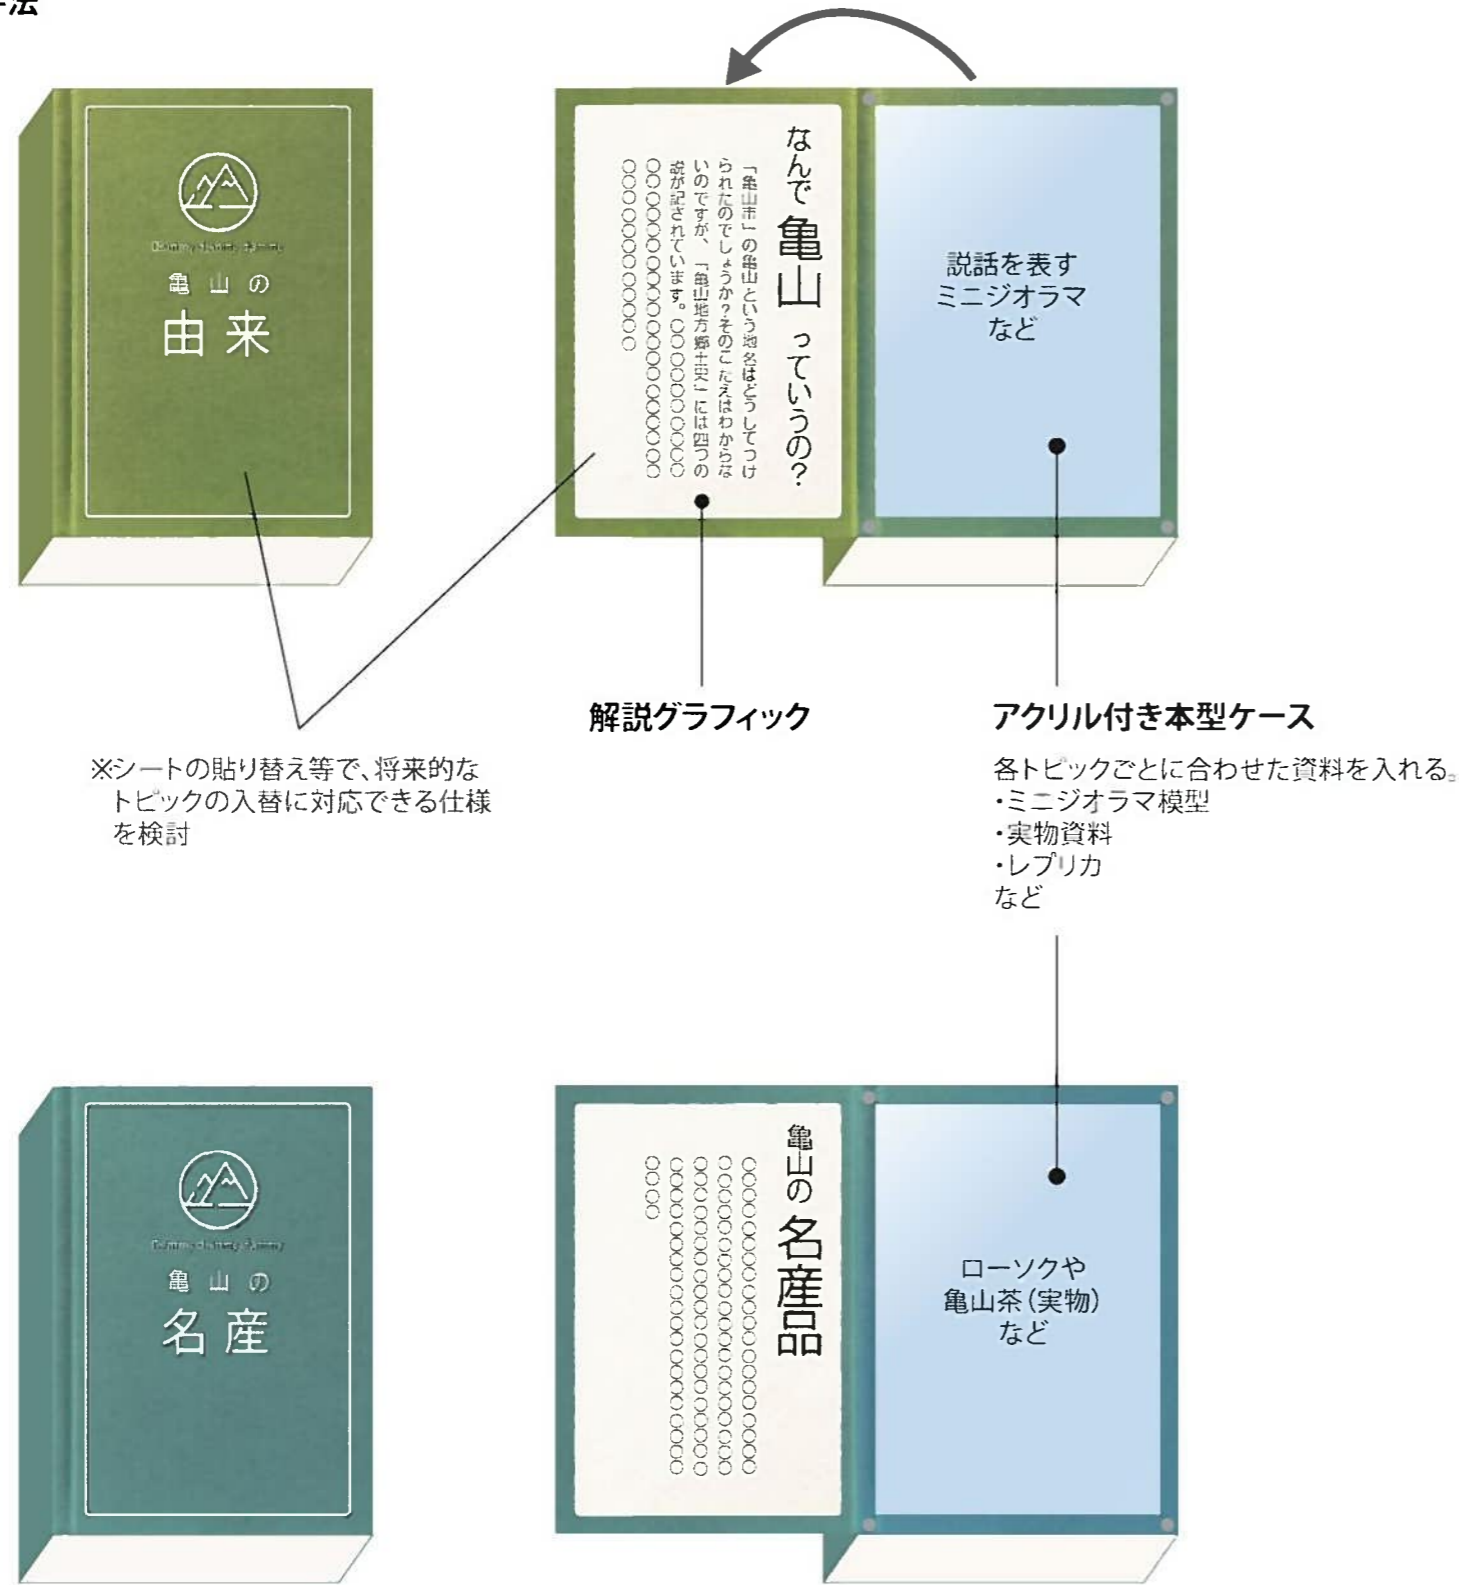 法
亀山の
由来
なんで亀山っていうの?
「亀山市」の亀山という地名はどうしてつけ
られたのでしょうか?そのこたえはわからな
いのですが、「亀山地方郷土史」には四つの
説が記されています。〇〇〇〇〇〇〇〇〇〇
〇〇〇〇〇〇〇〇〇〇〇〇〇〇〇〇〇〇〇〇
〇〇〇〇〇〇〇〇〇〇〇〇
説話を表す
ミニジオラマ
など
解説グラフィック
アクリル付き本型ケース
※シートの貼り替え等で、将来的な
トピックの入替に対応できる仕様
を検討
各トピックごとに合わせた資料を入れる。
・ミニジオラマ模型
・実物資料
・レプリカ
など
亀山の
名産
亀山の名産品
〇〇〇〇〇〇〇〇〇〇〇〇〇〇〇〇〇〇〇〇
〇〇〇〇〇〇〇〇〇〇〇〇〇〇〇〇〇〇〇〇
〇〇〇〇〇〇〇〇〇〇〇〇〇〇〇〇〇〇〇〇
〇〇〇〇〇〇〇〇〇〇〇〇〇〇〇〇〇〇〇〇
〇〇〇〇
ローソクや
亀山茶(実物)
など